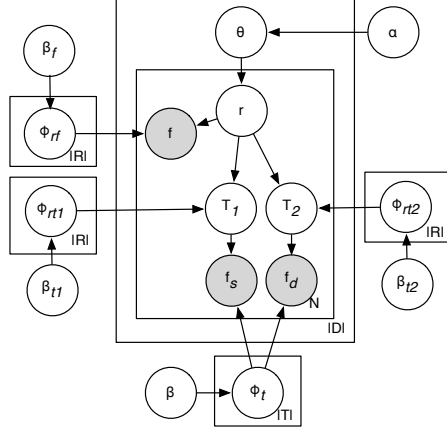 θ
α
β_f
r
Φ_rf
f
|R|
Φ_rt1
T_1
T_2
Φ_rt2
|R|
|R|
β_t1
f_s
f_d
β_t2
N
|D|
β
Φ_t
|T|